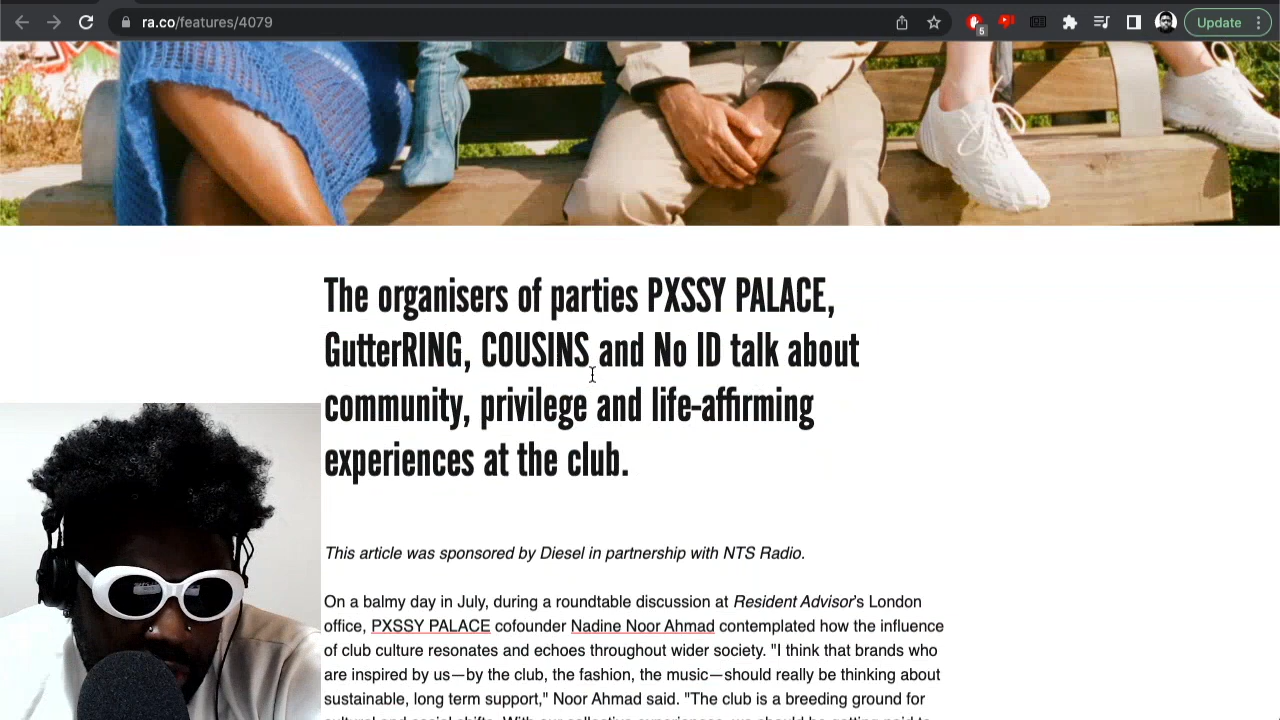 ra.co/features/4079
5
Update
The organisers of parties PXSSY PALACE,
GutterRING, COUSINS and No ID talk about
community, privilege and life-affirming
experiences at the club.
This article was sponsored by Diesel in partnership with NTS Radio.
On a balmy day in July, during a roundtable discussion at Resident Advisor's London
office, PXSSY PALACE cofounder Nadine Noor Ahmad contemplated how the influence
of club culture resonates and echoes throughout wider society. "I think that brands who
are inspired by us—by the club, the fashion, the music—should really be thinking about
sustainable, long term support," Noor Ahmad said. "The club is a breeding ground for